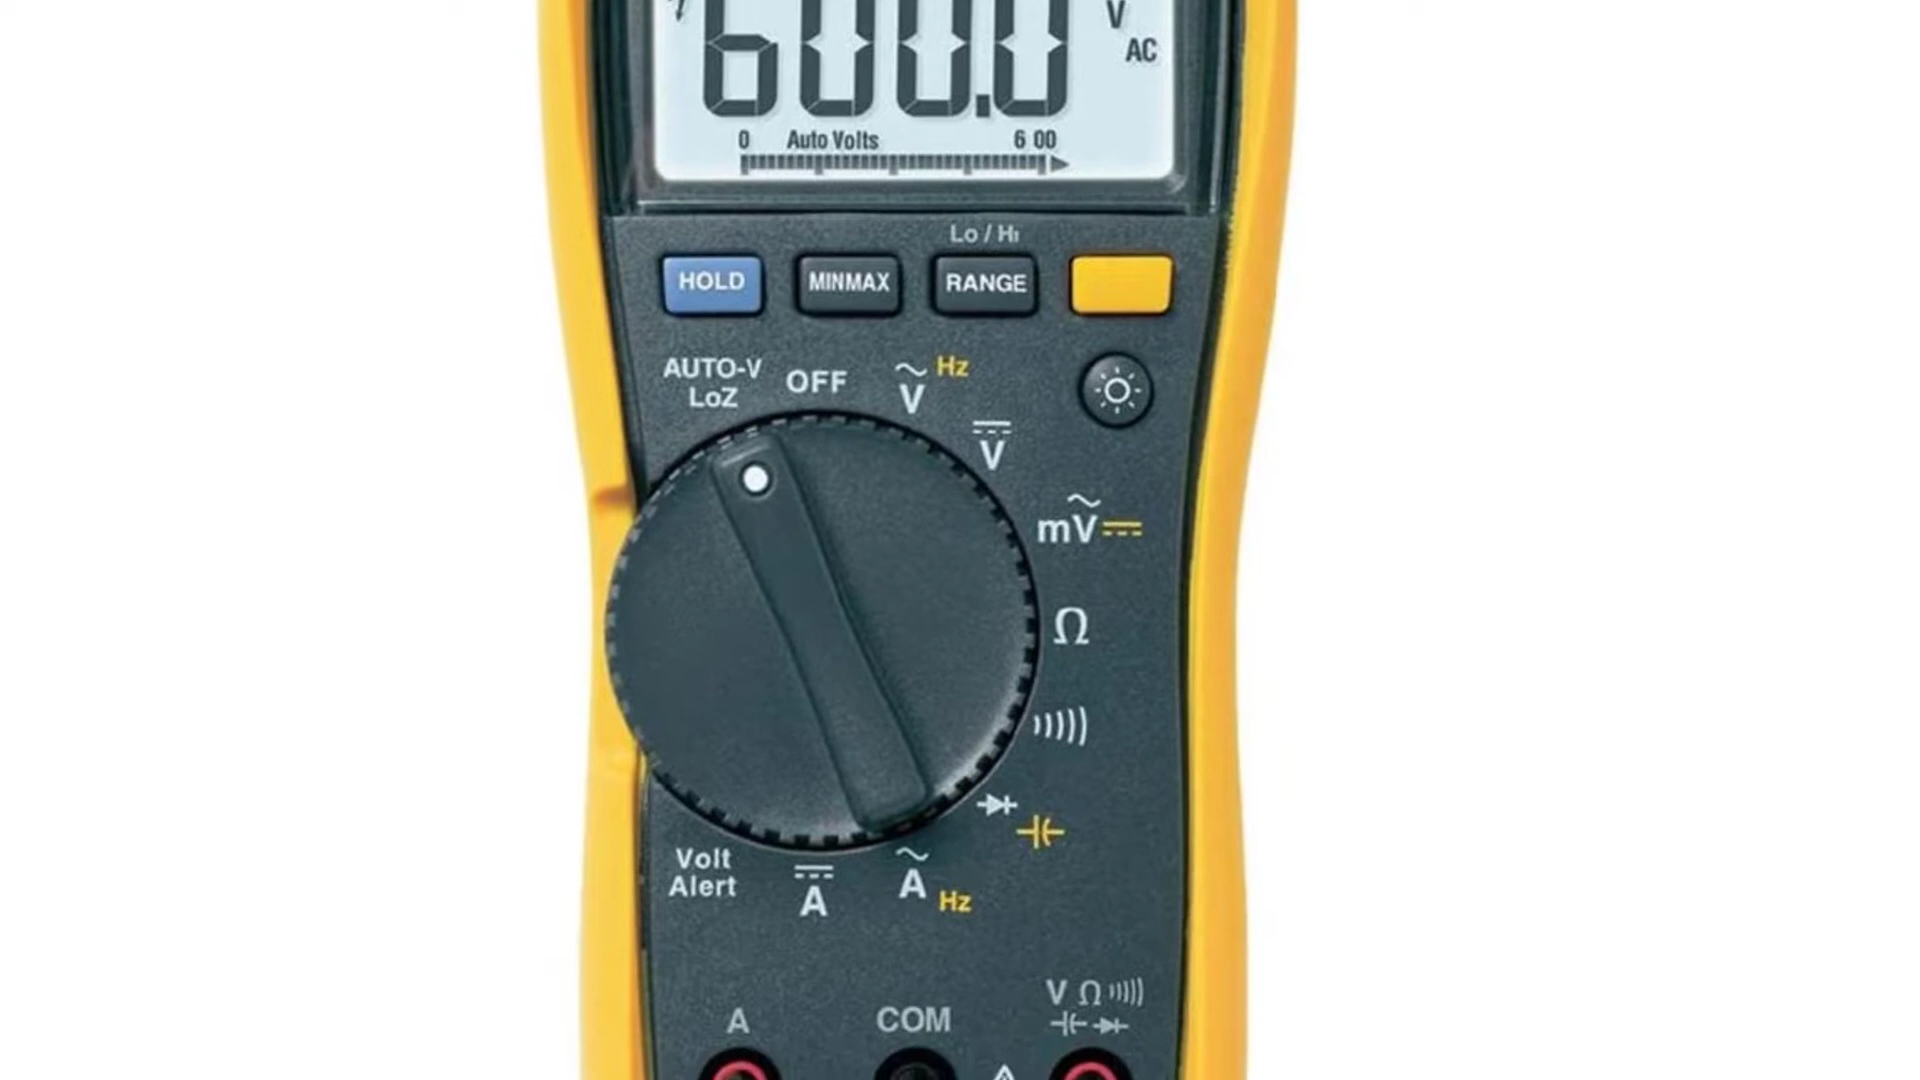 600.0
V
AC
0 Auto Volts 6 00
Lo / Hi
HOLD MINMAX RANGE
AUTO-V
LoZ
OFF
V Hz
V
mV
Ω
Volt
Alert
A
A Hz
A
COM
V Ω